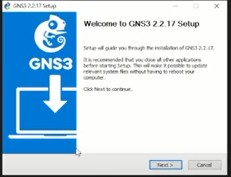 GNS3 2.2.17 Setup
Welcome to GNS3 2.2.17 Setup
GNS3
Setup will guide you through the installation of GNS3 2.2.17.
It is recommended that you close all other applications
before starting Setup. This will make it possible to update
relevant system files without having to reboot your
computer.
Click Next to continue.
Next >
Cancel